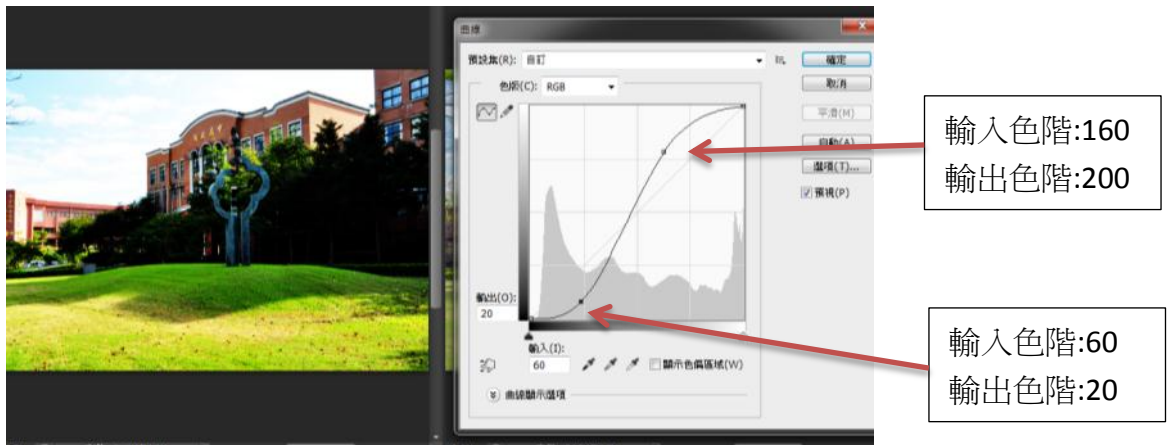 曲線
預設集(R): 自訂
確定
色版(C): RGB
取消
平滑(M)
自動(A)
選項(T)...
預視(P)
輸入色階:160
輸出色階:200
輸出(O):
20
輸入(I):
60
顯示色偏區域(W)
曲線顯示選項
輸入色階:60
輸出色階:20